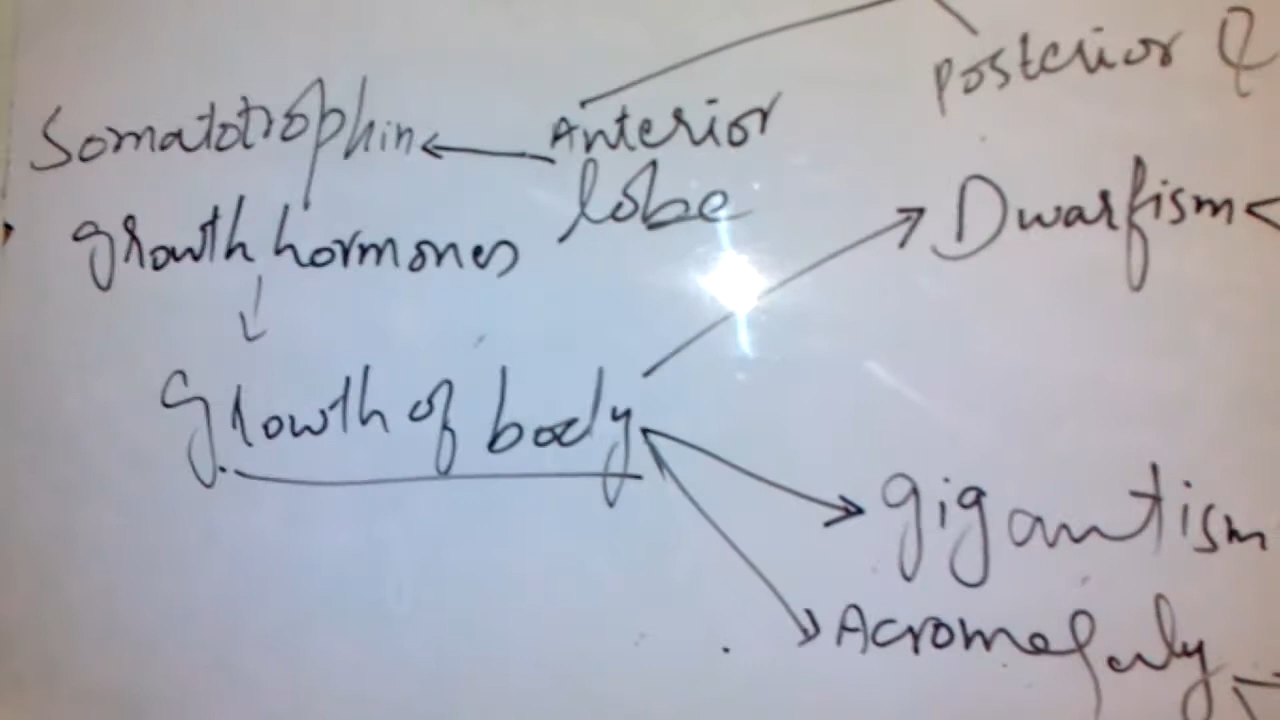 Posterior
Somatotrophin Anterior
lobe
Growth hormones
Dwarfism
Growth of body
Gigantism
Acromegaly